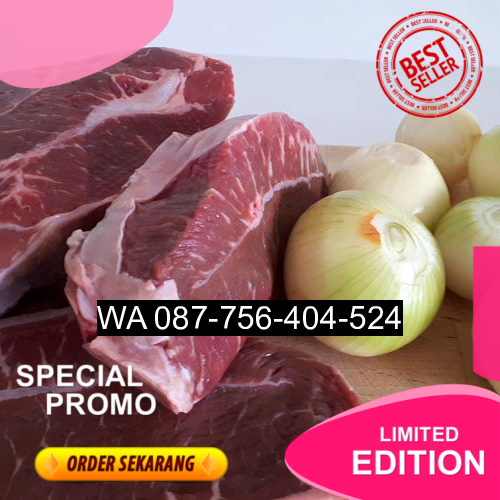 BEST
SELLER
WA 087-756-404-524
SPECIAL
PROMO
ORDER SEKARANG
LIMITED
EDITION